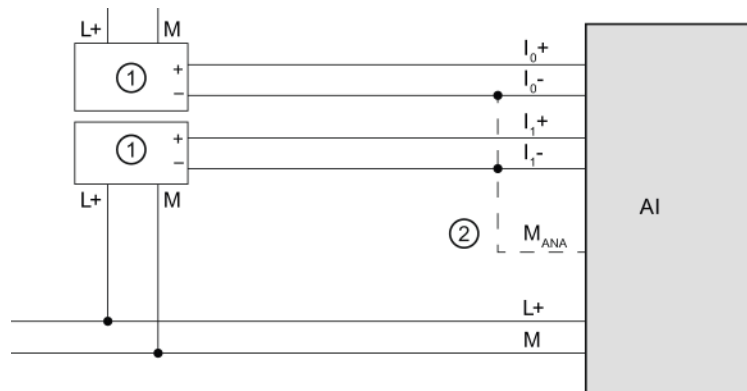 L+ M
I0+
① +
I0-
−
I1+
① +
I1-
−
L+ M
AI
② MANA
L+
M